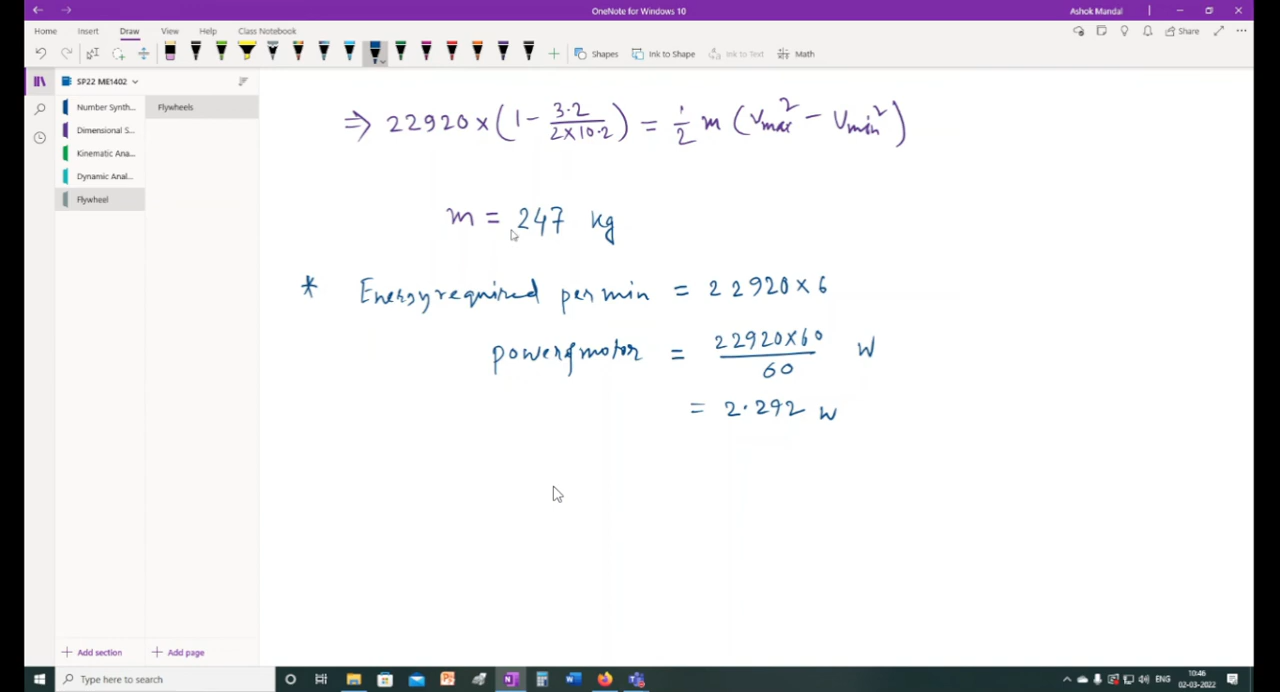 OneNote for Windows 10
Ashok Mandal
Home Insert Draw View Help Class Notebook
Share
Shapes Ink to Shape Ink to Text Math
SP22 ME1402
Number Synth...
Dimensional S...
Kinematic Ana...
Dynamic Anal...
Flywheel
Flywheels
⇒ 22920 × (1 - 3.2 / 2×10.2) = 1/2 m (Vmax² - Vmin²)
m = 247 kg
* Energy required per min = 22920×6
power of motor = 22920×60 / 60 W
= 2.292 W
Add section
Add page
Type here to search
ENG
10:46
02-03-2022